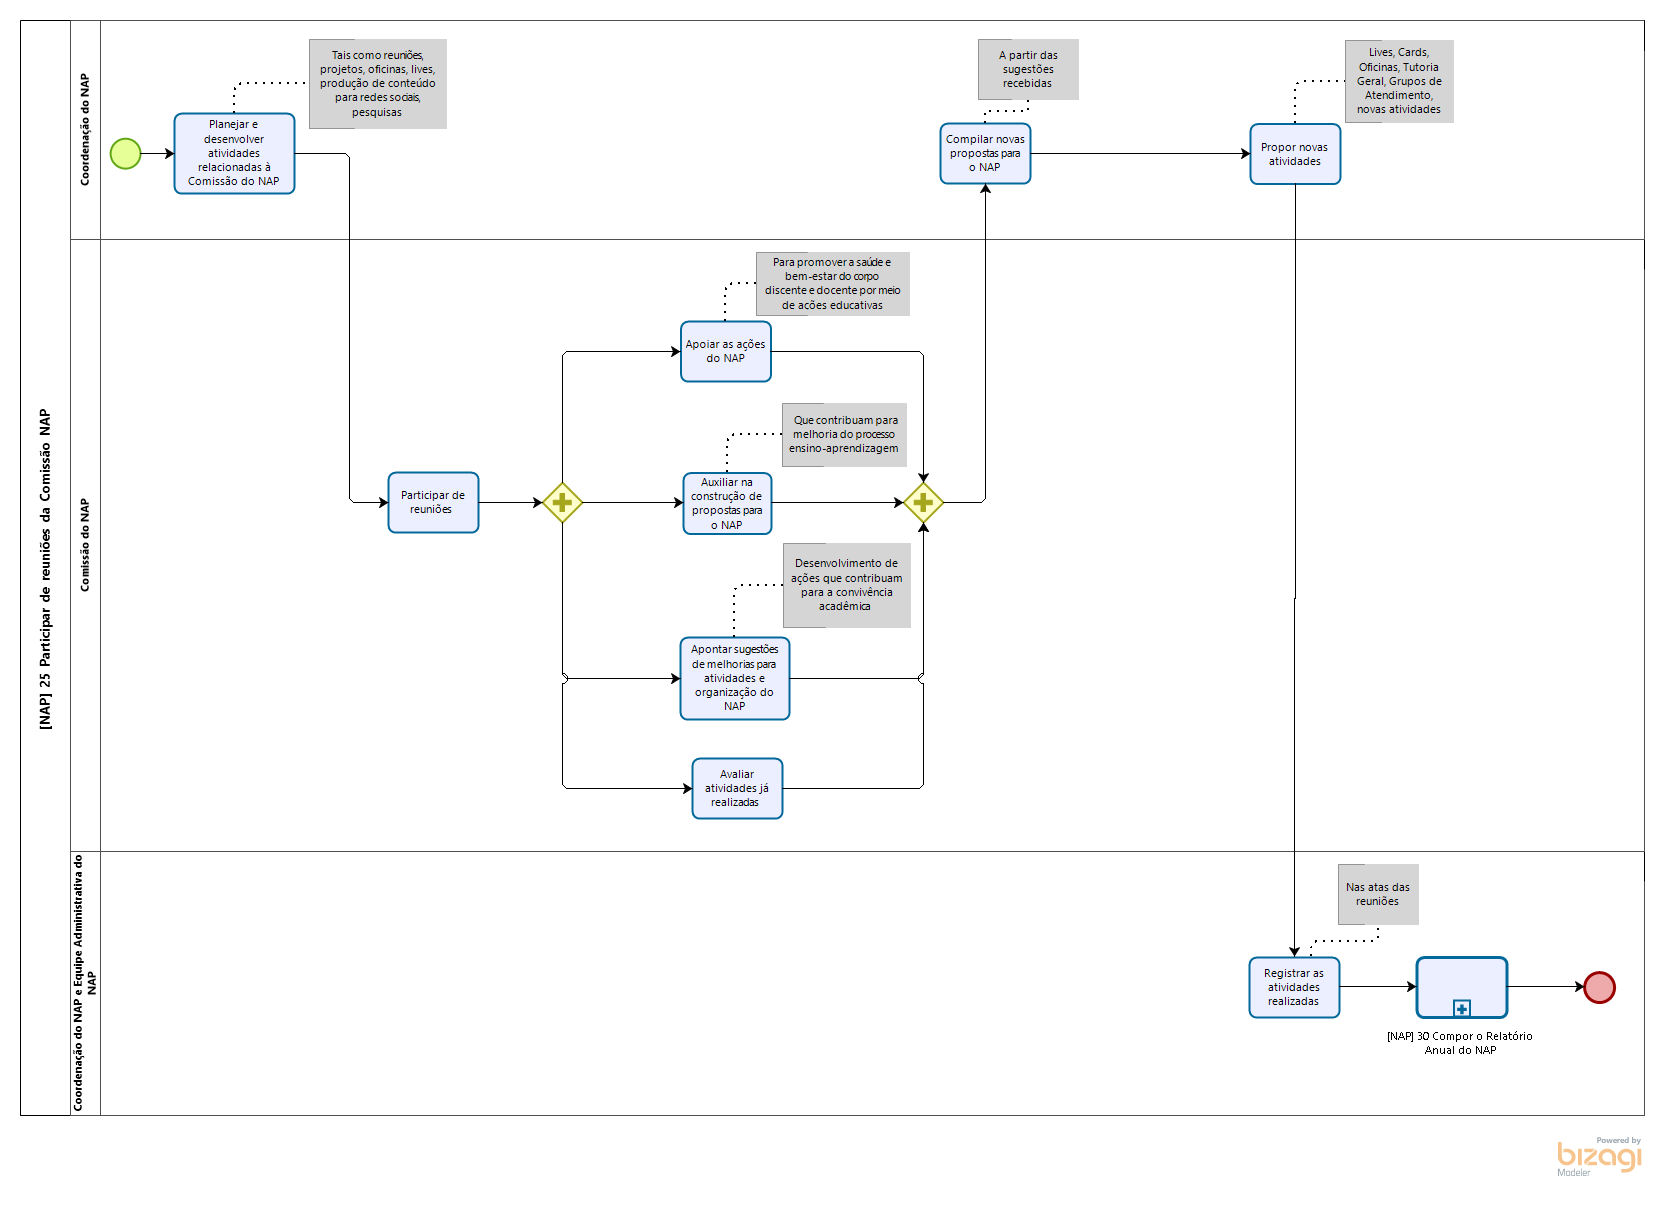 [NAP] 25 Participar de reuniões da Comissão NAP
Coordenação do NAP
Tais como reuniões,
projetos, oficinas, lives,
produção de conteúdo
para redes sociais,
pesquisas
Planejar e
desenvolver
atividades
relacionadas à
Comissão do NAP
A partir das
sugestões
recebidas
Compilar novas
propostas para
o NAP
Lives, Cards,
Oficinas, Tutoria
Geral, Grupos de
Atendimento,
novas atividades
Propor novas
atividades
Comissão do NAP
Participar de
reuniões
Para promover a saúde e
bem-estar do corpo
discente e docente por meio
de ações educativas
Apoiar as ações
do NAP
Que contribuam para
melhoria do processo
ensino-aprendizagem
Auxiliar na
construção de
propostas para
o NAP
Desenvolvimento de
ações que contribuam
para a convivência
acadêmica
Apontar sugestões
de melhorias para
atividades e
organização do
NAP
Avaliar
atividades já
realizadas
Coordenação do NAP e Equipe Administrativa do
NAP
Nas atas das
reuniões
Registrar as
atividades
realizadas
[NAP] 30 Compor o Relatório
Anual do NAP
Powered by
bizagi
Modeler